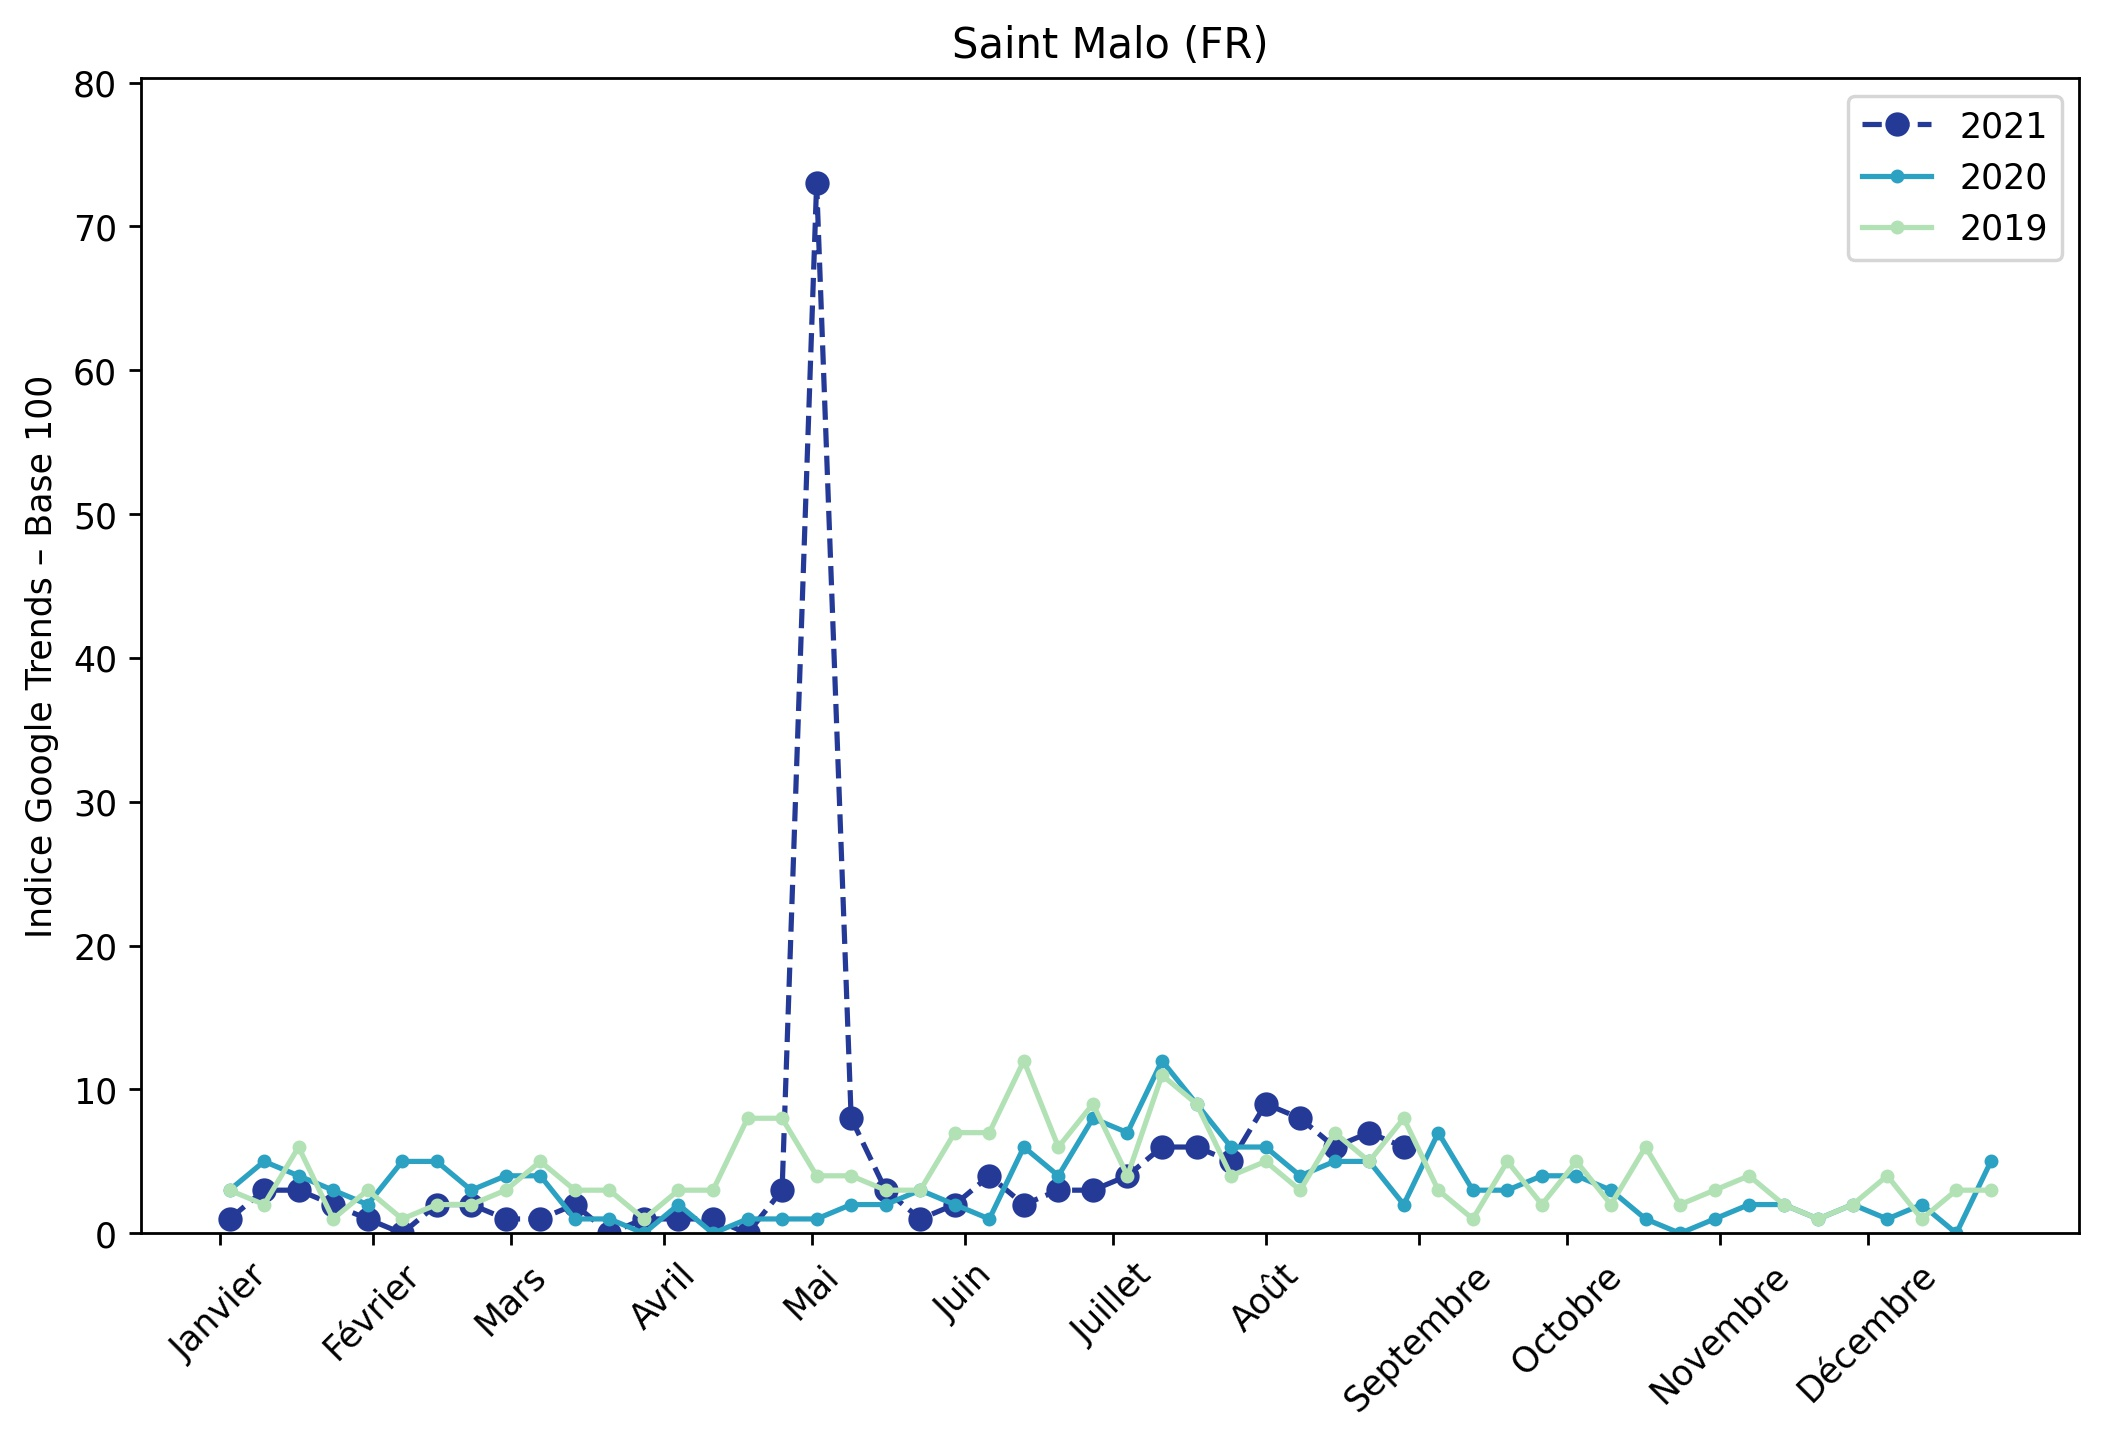 Saint Malo (FR)
80
70
60
50
40
30
20
10
0
Indice Google Trends – Base 100
2021
2020
2019
Janvier
Février
Mars
Avril
Mai
Juin
Juillet
Août
Septembre
Octobre
Novembre
Décembre